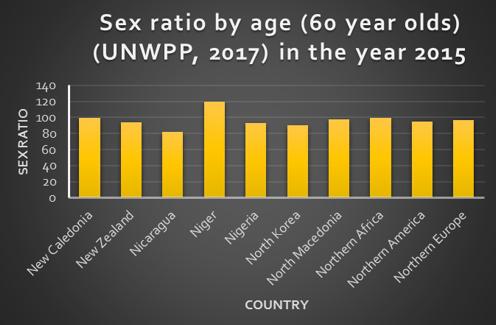 Sex ratio by age (60 year olds)
(UNWPP, 2017) in the year 2015
SEX RATIO
140
120
100
80
60
40
20
0
New Caledonia
New Zealand
Nicaragua
Niger
Nigeria
North Korea
North Macedonia
Northern Africa
Northern America
Northern Europe
COUNTRY